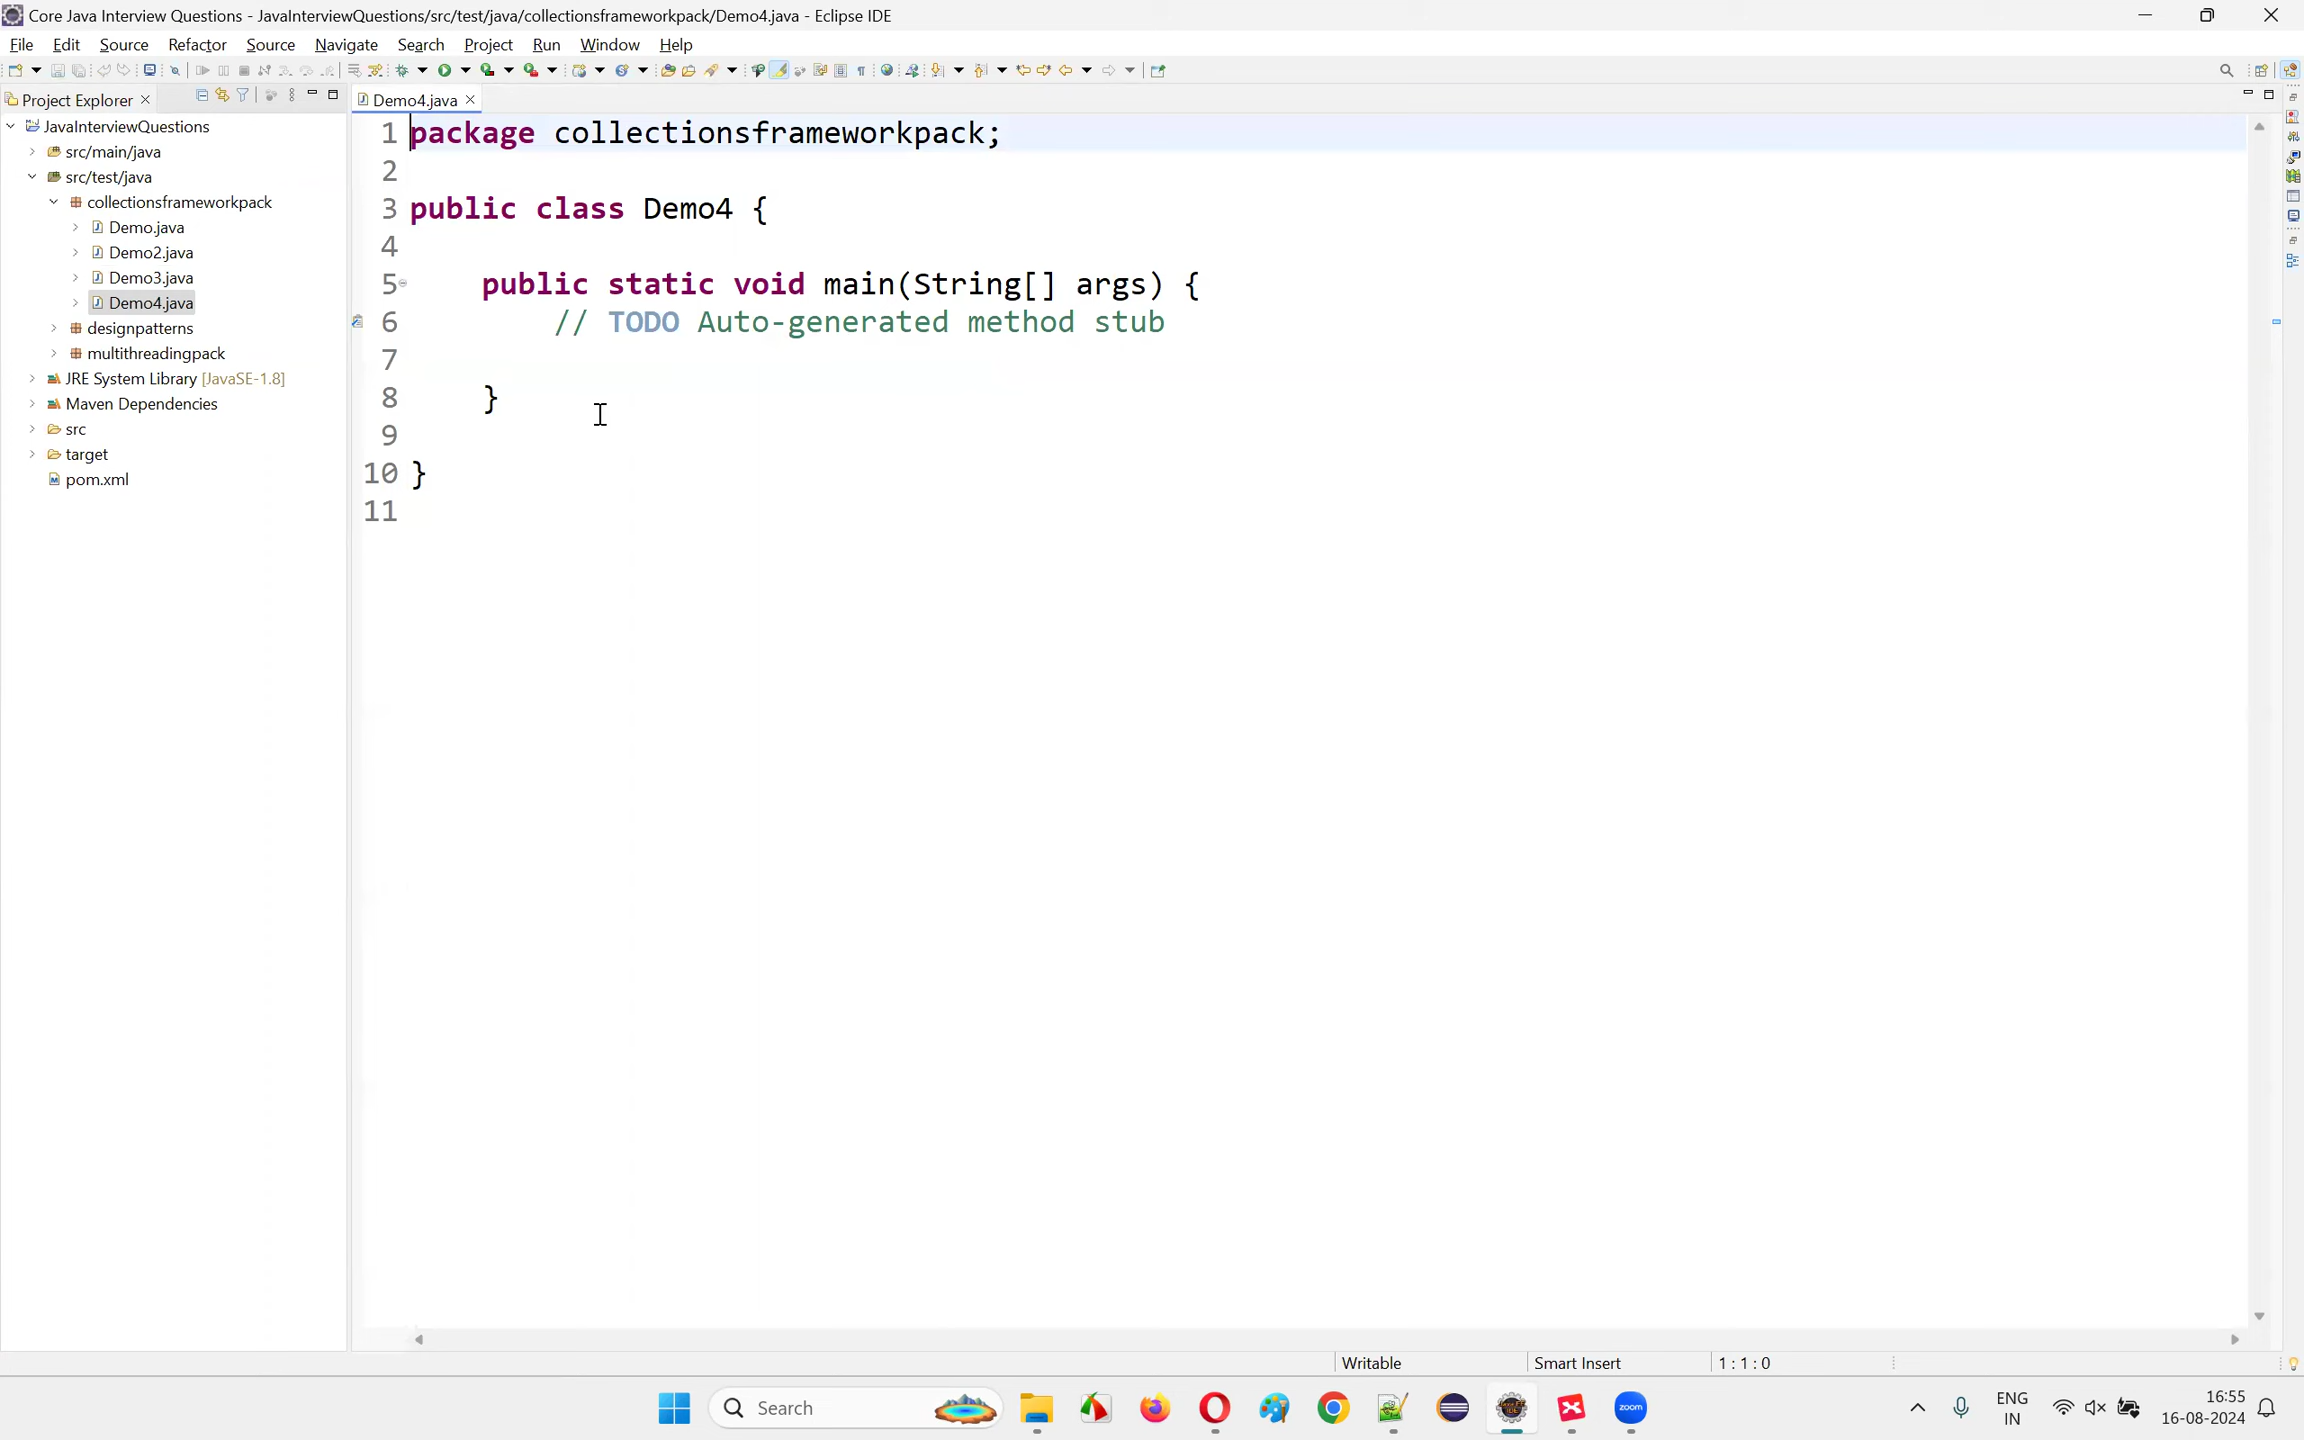 Core Java Interview Questions - JavaInterviewQuestions/src/test/java/collectionsframeworkpack/Demo4.java - Eclipse IDE
File Edit Source Refactor Source Navigate Search Project Run Window Help
Project Explorer
JavaInterviewQuestions
src/main/java
src/test/java
collectionsframeworkpack
Demo.java
Demo2.java
Demo3.java
Demo4.java
designpatterns
multithreadingpack
JRE System Library [JavaSE-1.8]
Maven Dependencies
src
target
pom.xml
Demo4.java
1 package collectionsframeworkpack;
2
3 public class Demo4 {
4
5 public static void main(String[] args) {
6 // TODO Auto-generated method stub
7
8 }
9
10 }
11
Writable Smart Insert 1 : 1 : 0
Search
zoom
ENG
IN
16:55
16-08-2024